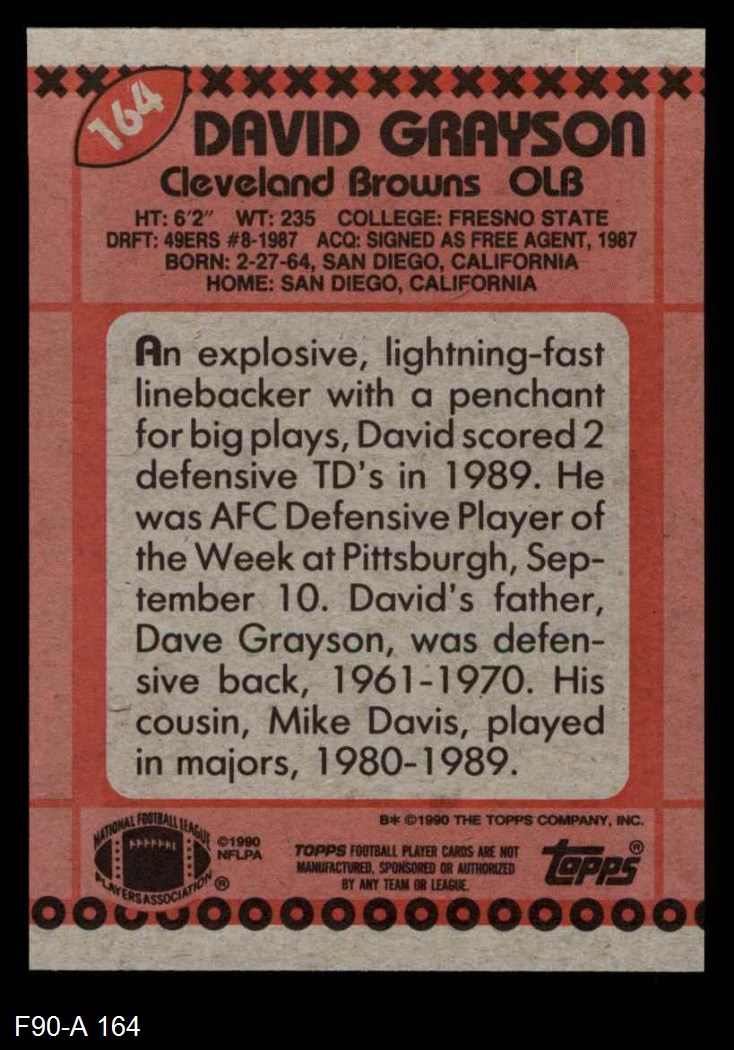 164
DAVID GRAYSON
Cleveland Browns OLB
HT: 6'2" WT: 235 COLLEGE: FRESNO STATE
DRFT: 49ERS #8-1987 ACQ: SIGNED AS FREE AGENT, 1987
BORN: 2-27-64, SAN DIEGO, CALIFORNIA
HOME: SAN DIEGO, CALIFORNIA
An explosive, lightning-fast
linebacker with a penchant
for big plays, David scored 2
defensive TD's in 1989. He
was AFC Defensive Player of
the Week at Pittsburgh, Sep-
tember 10. David's father,
Dave Grayson, was defen-
sive back, 1961-1970. His
cousin, Mike Davis, played
in majors, 1980-1989.
B* ©1990 THE TOPPS COMPANY, INC.
NATIONAL FOOTBALL LEAGUE
PLAYERS ASSOCIATION ®
©1990
NFLPA
TOPPS FOOTBALL PLAYER CARDS ARE NOT
MANUFACTURED, SPONSORED OR AUTHORIZED
BY ANY TEAM OR LEAGUE.
topps®
F90-A 164